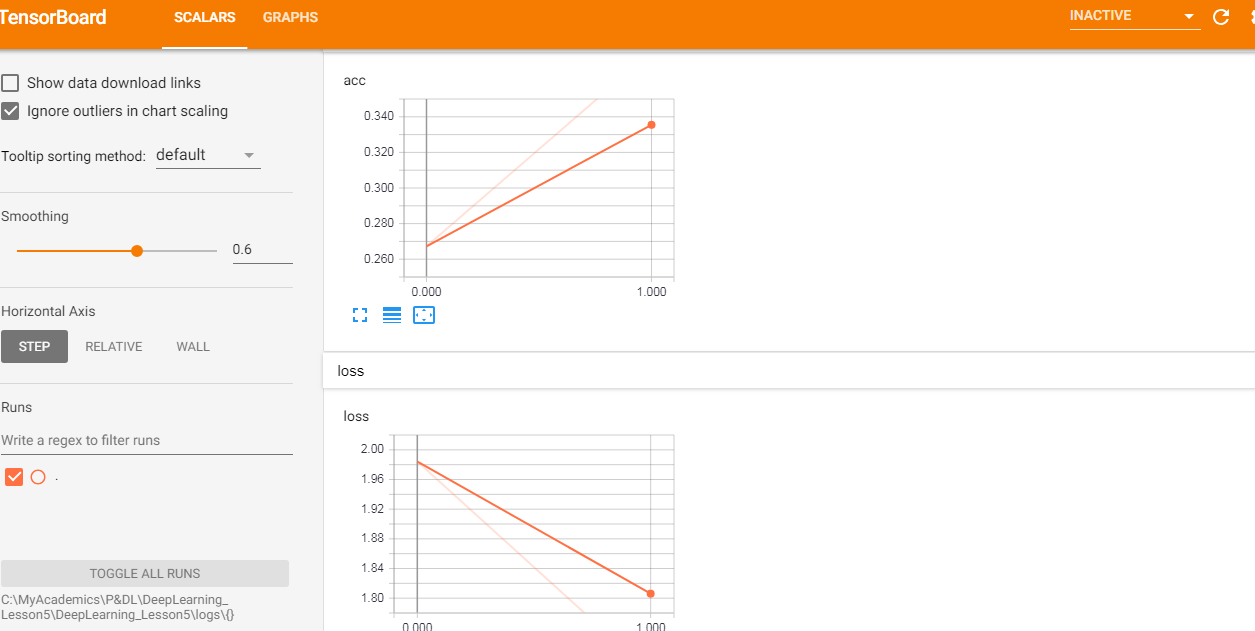 TensorBoard
SCALARS
GRAPHS
INACTIVE
Show data download links
Ignore outliers in chart scaling
Tooltip sorting method: default
Smoothing
0.6
Horizontal Axis
STEP RELATIVE WALL
Runs
Write a regex to filter runs
.
TOGGLE ALL RUNS
C:\MyAcademics\P&DL\DeepLearning_
Lesson5\DeepLearning_Lesson5\logs\{}
acc
0.340
0.320
0.300
0.280
0.260
0.000 1.000
loss
loss
2.00
1.96
1.92
1.88
1.84
1.80
0.000 1.000